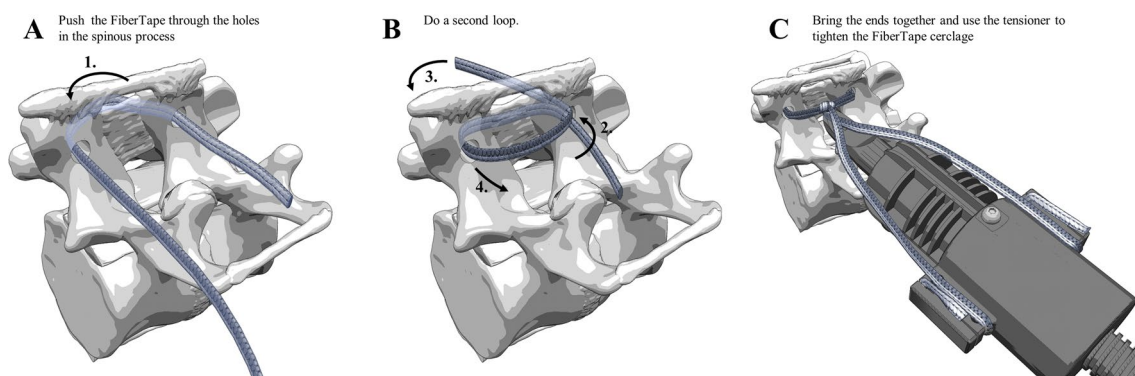 A
Push the FiberTape through the holes
in the spinous process
1.
B
Do a second loop.
3.
2.
4.
C
Bring the ends together and use the tensioner to
tighten the FiberTape cerclage